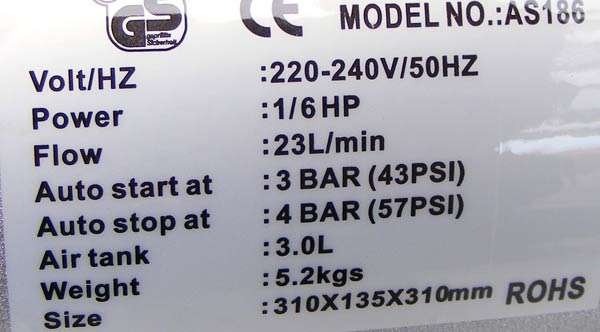 GS geprüfte Sicherheit CE MODEL NO.:AS186
Volt/HZ :220-240V/50HZ
Power :1/6HP
Flow :23L/min
Auto start at :3 BAR (43PSI)
Auto stop at :4 BAR (57PSI)
Air tank :3.0L
Weight :5.2kgs
Size :310X135X310mm ROHS